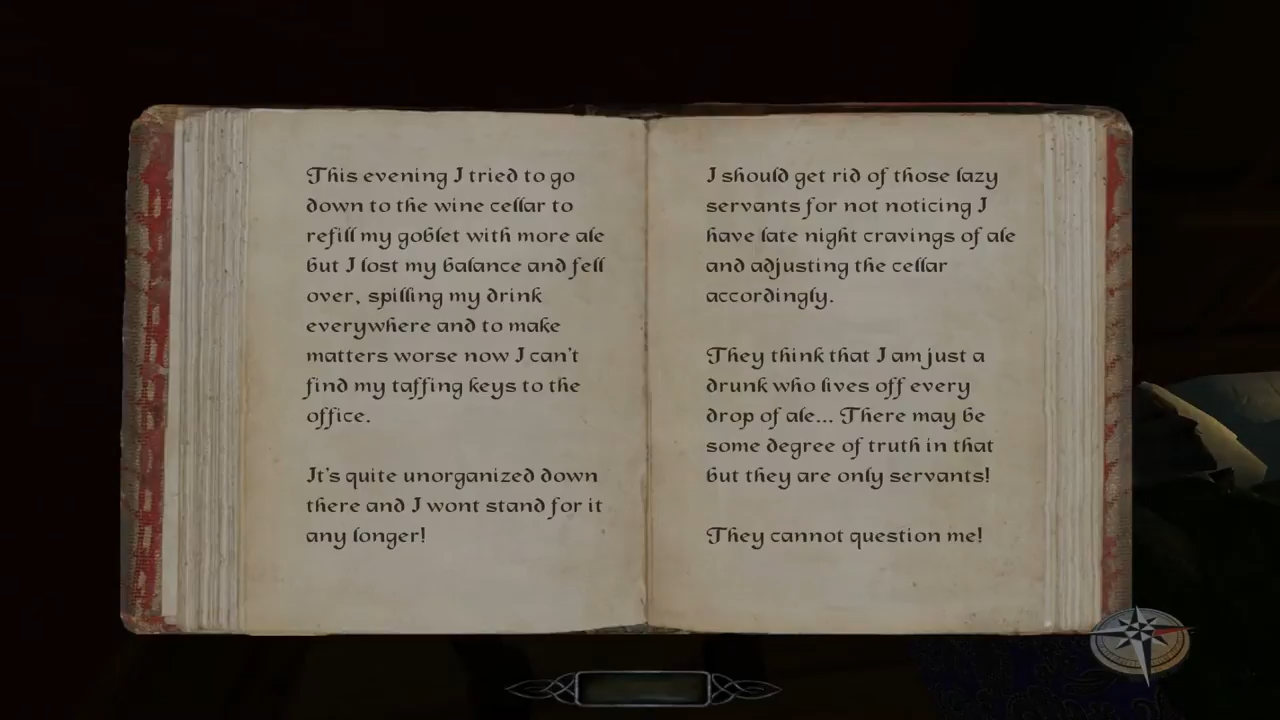 This evening I tried to go
down to the wine cellar to
refill my goblet with more ale
but I lost my balance and fell
over, spilling my drink
everywhere and to make
matters worse now I can't
find my taffing keys to the
office.
It's quite unorganized down
there and I wont stand for it
any longer!
I should get rid of those lazy
servants for not noticing I
have late night cravings of ale
and adjusting the cellar
accordingly.
They think that I am just a
drunk who lives off every
drop of ale... There may be
some degree of truth in that
but they are only servants!
They cannot question me!